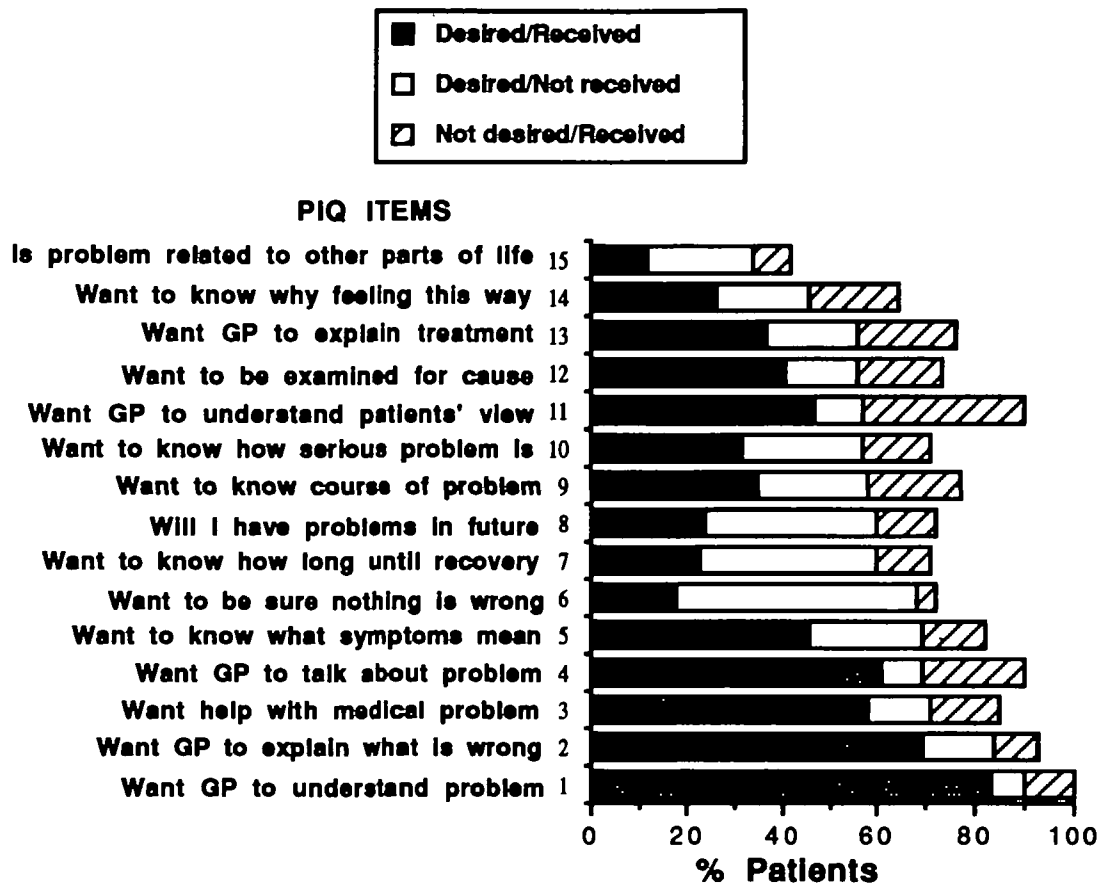 Desired/Received
Desired/Not received
Not desired/Received
PIQ ITEMS
Is problem related to other parts of life 15
Want to know why feeling this way 14
Want GP to explain treatment 13
Want to be examined for cause 12
Want GP to understand patients' view 11
Want to know how serious problem is 10
Want to know course of problem 9
Will I have problems in future 8
Want to know how long until recovery 7
Want to be sure nothing is wrong 6
Want to know what symptoms mean 5
Want GP to talk about problem 4
Want help with medical problem 3
Want GP to explain what is wrong 2
Want GP to understand problem 1
0 20 40 60 80 100
% Patients